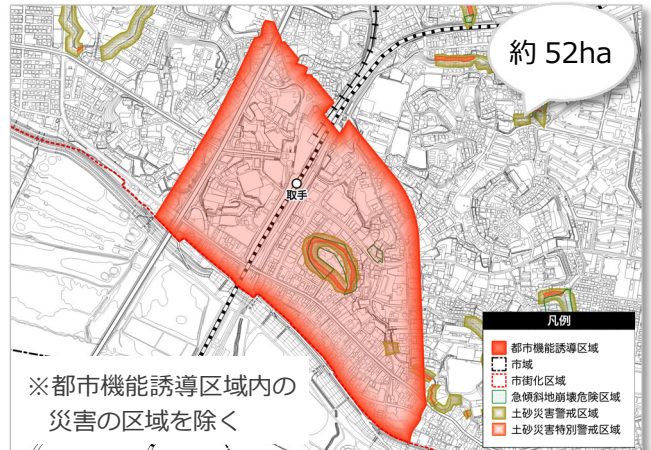 約 52ha
取手
凡例
都市機能誘導区域
市域
市街化区域
急傾斜地崩壊危険区域
土砂災害警戒区域
土砂災害特別警戒区域
※都市機能誘導区域内の
災害の区域を除く